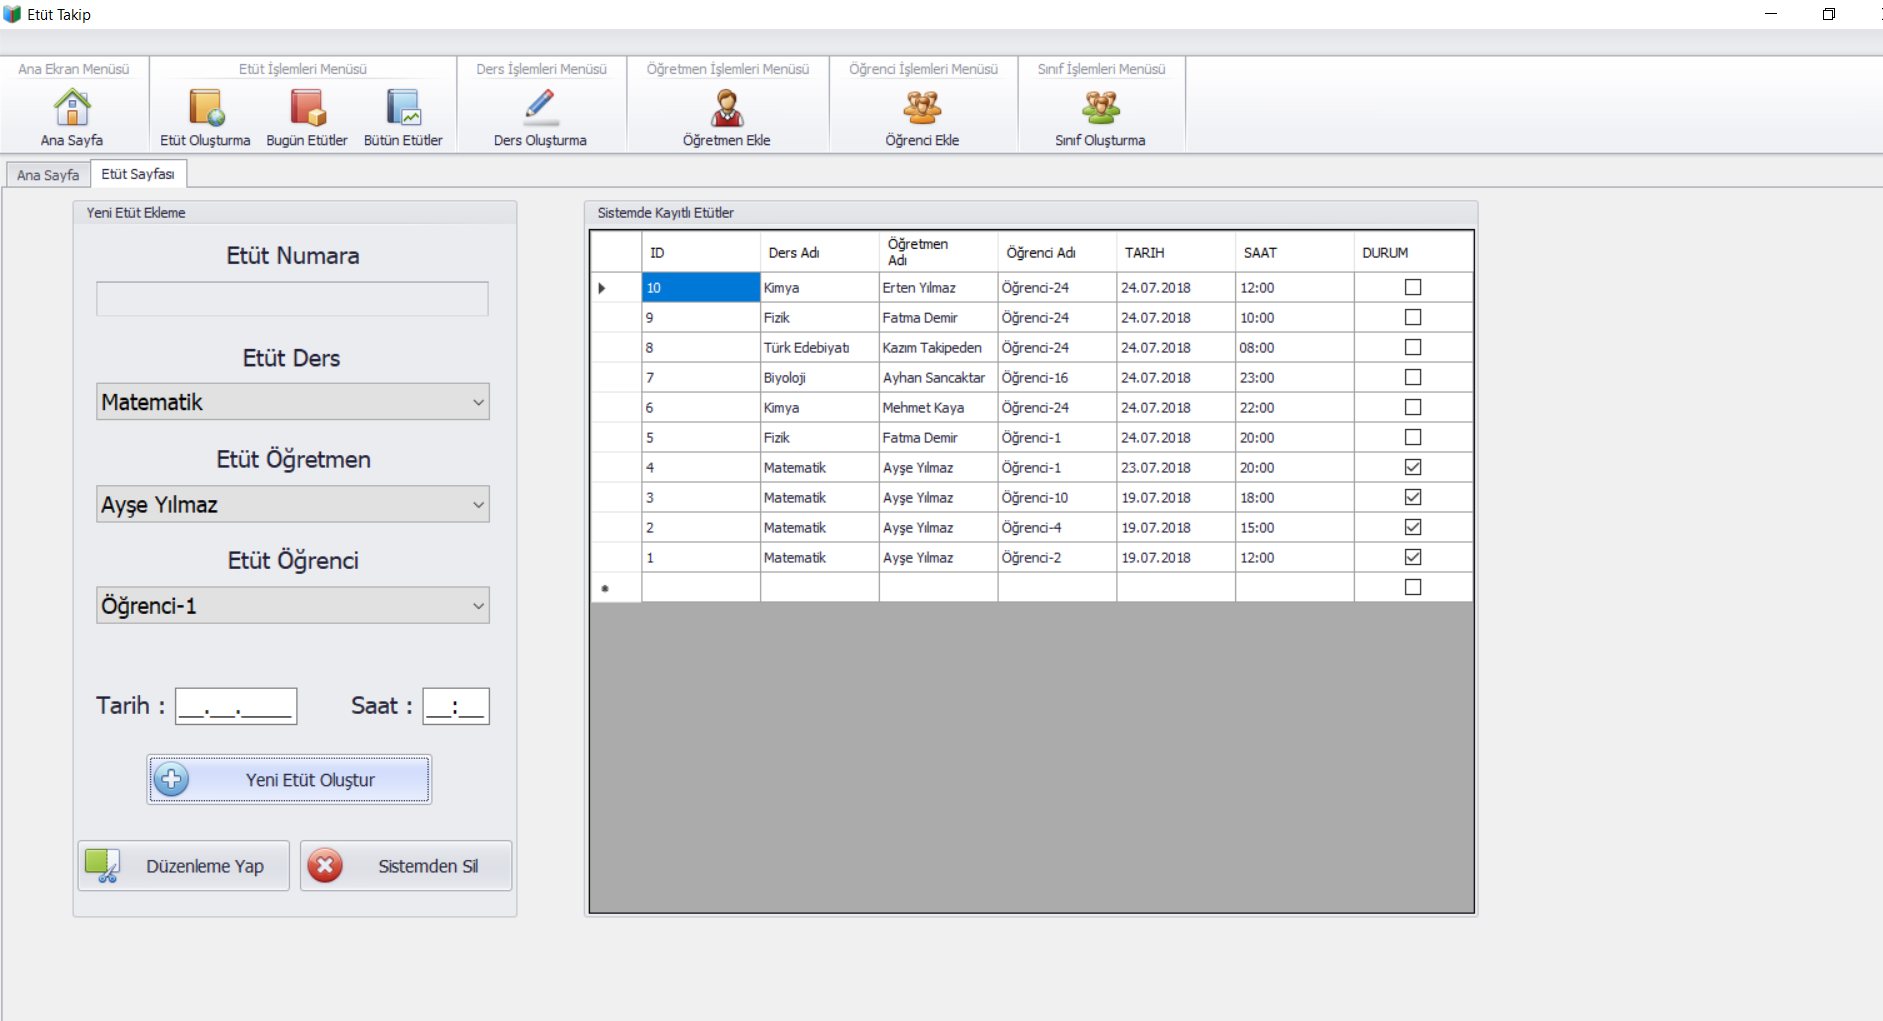 Etüt Takip
Ana Ekran Menüsü
Etüt İşlemleri Menüsü
Ders İşlemleri Menüsü
Öğretmen İşlemleri Menüsü
Öğrenci İşlemleri Menüsü
Sınıf İşlemleri Menüsü
Ana Sayfa
Etüt Oluşturma
Bugün Etütler
Bütün Etütler
Ders Oluşturma
Öğretmen Ekle
Öğrenci Ekle
Sınıf Oluşturma
Ana Sayfa
Etüt Sayfası
Yeni Etüt Ekleme
Etüt Numara
Etüt Ders
Matematik
Etüt Öğretmen
Ayşe Yılmaz
Etüt Öğrenci
Öğrenci-1
Tarih : __.__.____ Saat : __:__
Yeni Etüt Oluştur
Düzenleme Yap
Sistemden Sil
Sistemde Kayıtlı Etütler
ID Ders Adı Öğretmen Adı Öğrenci Adı TARIH SAAT DURUM
10 Kimya Erten Yılmaz Öğrenci-24 24.07.2018 12:00
9 Fizik Fatma Demir Öğrenci-24 24.07.2018 10:00
8 Türk Edebiyatı Kazım Takipeden Öğrenci-24 24.07.2018 08:00
7 Biyoloji Ayhan Sancaktar Öğrenci-16 24.07.2018 23:00
6 Kimya Mehmet Kaya Öğrenci-24 24.07.2018 22:00
5 Fizik Fatma Demir Öğrenci-1 24.07.2018 20:00
4 Matematik Ayşe Yılmaz Öğrenci-1 23.07.2018 20:00
3 Matematik Ayşe Yılmaz Öğrenci-10 19.07.2018 18:00
2 Matematik Ayşe Yılmaz Öğrenci-4 19.07.2018 15:00
1 Matematik Ayşe Yılmaz Öğrenci-2 19.07.2018 12:00